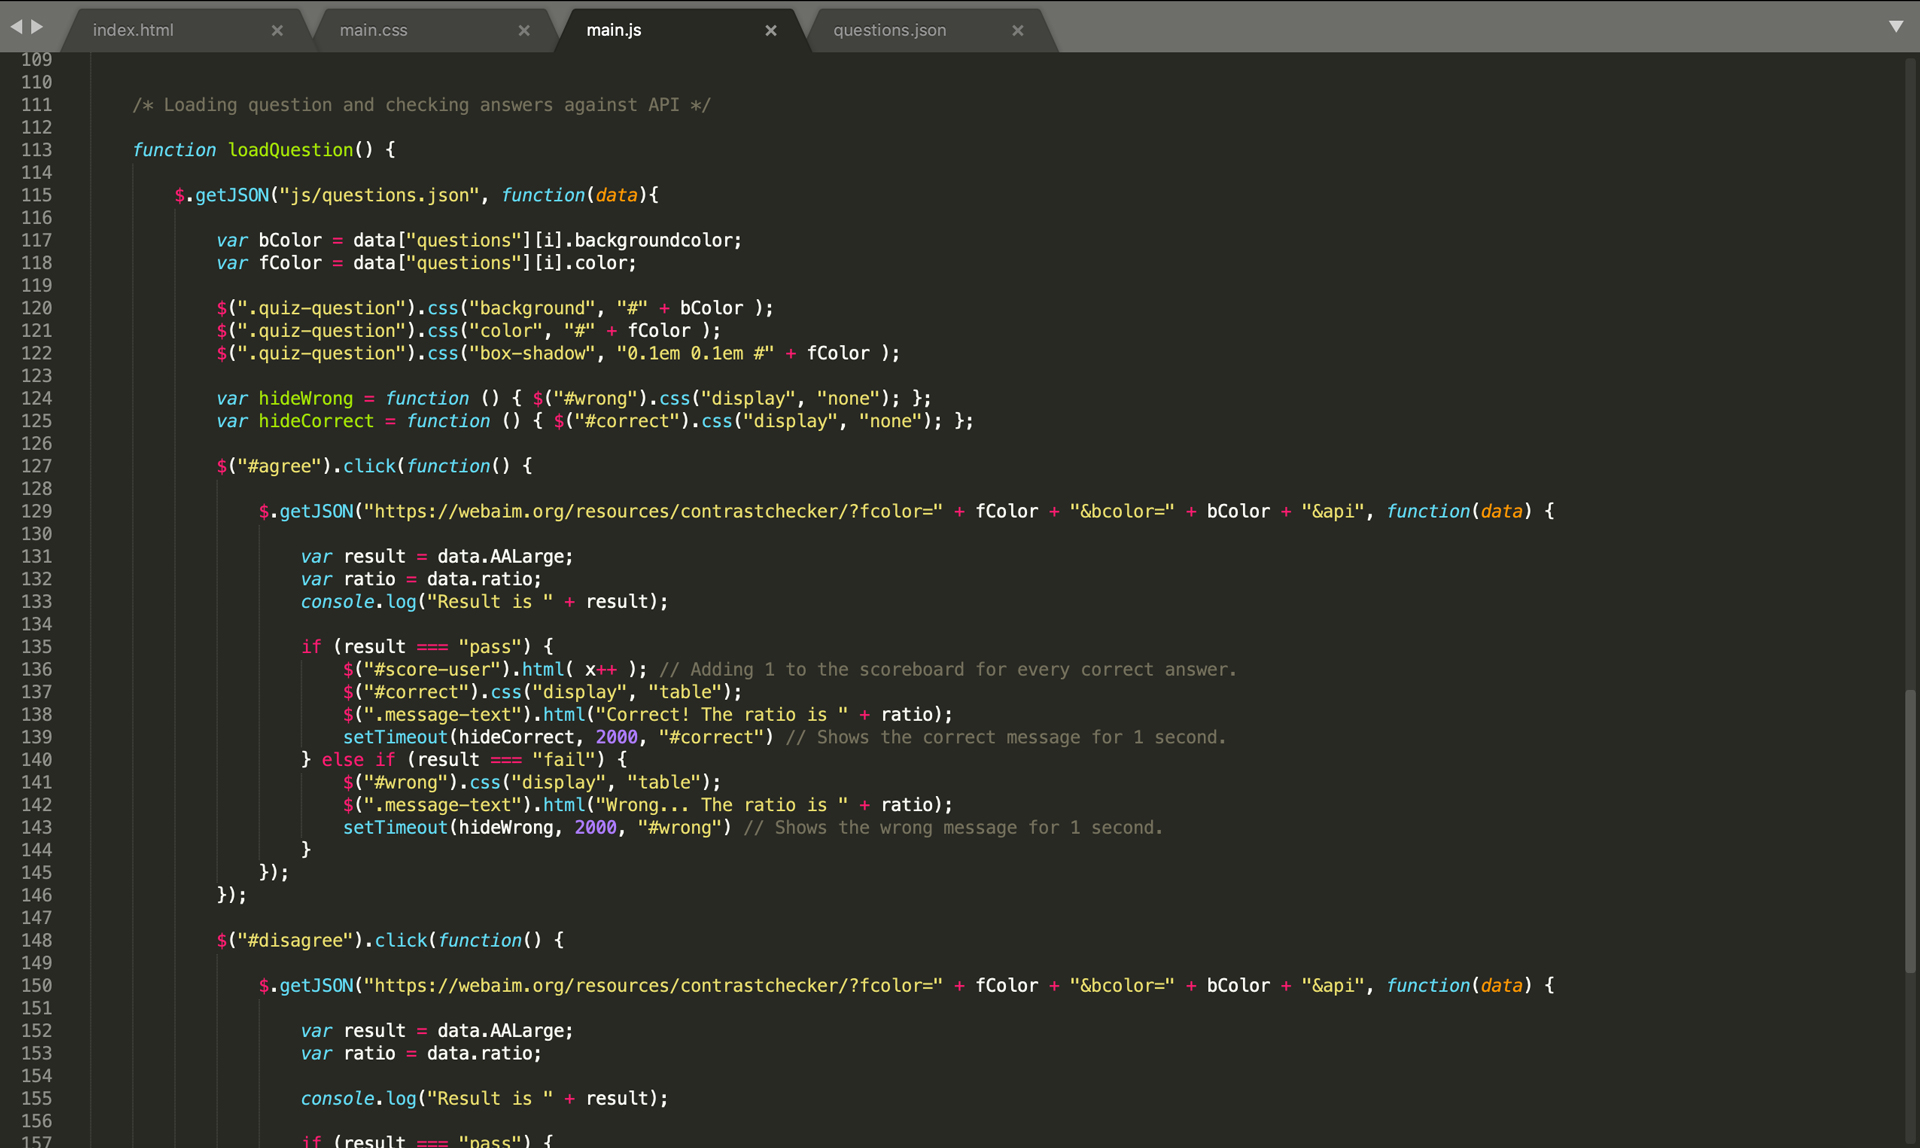 index.html × main.css × main.js × questions.json ×
109
110
111 /* Loading question and checking answers against API */
112
113 function loadQuestion() {
114
115 $.getJSON("js/questions.json", function(data){
116
117 var bColor = data["questions"][i].backgroundcolor;
118 var fColor = data["questions"][i].color;
119
120 $(".quiz-question").css("background", "#" + bColor );
121 $(".quiz-question").css("color", "#" + fColor );
122 $(".quiz-question").css("box-shadow", "0.1em 0.1em #" + fColor );
123
124 var hideWrong = function () { $("#wrong").css("display", "none"); };
125 var hideCorrect = function () { $("#correct").css("display", "none"); };
126
127 $("#agree").click(function() {
128
129 $.getJSON("https://webaim.org/resources/contrastchecker/?fcolor=" + fColor + "&bcolor=" + bColor + "&api", function(data) {
130
131 var result = data.AALarge;
132 var ratio = data.ratio;
133 console.log("Result is " + result);
134
135 if (result === "pass") {
136 $("#score-user").html( x++ ); // Adding 1 to the scoreboard for every correct answer.
137 $("#correct").css("display", "table");
138 $(".message-text").html("Correct! The ratio is " + ratio);
139 setTimeout(hideCorrect, 2000, "#correct") // Shows the correct message for 1 second.
140 } else if (result === "fail") {
141 $("#wrong").css("display", "table");
142 $(".message-text").html("Wrong... The ratio is " + ratio);
143 setTimeout(hideWrong, 2000, "#wrong") // Shows the wrong message for 1 second.
144 }
145 });
146 });
147
148 $("#disagree").click(function() {
149
150 $.getJSON("https://webaim.org/resources/contrastchecker/?fcolor=" + fColor + "&bcolor=" + bColor + "&api", function(data) {
151
152 var result = data.AALarge;
153 var ratio = data.ratio;
154
155 console.log("Result is " + result);
156
157 if (result === "pass") {